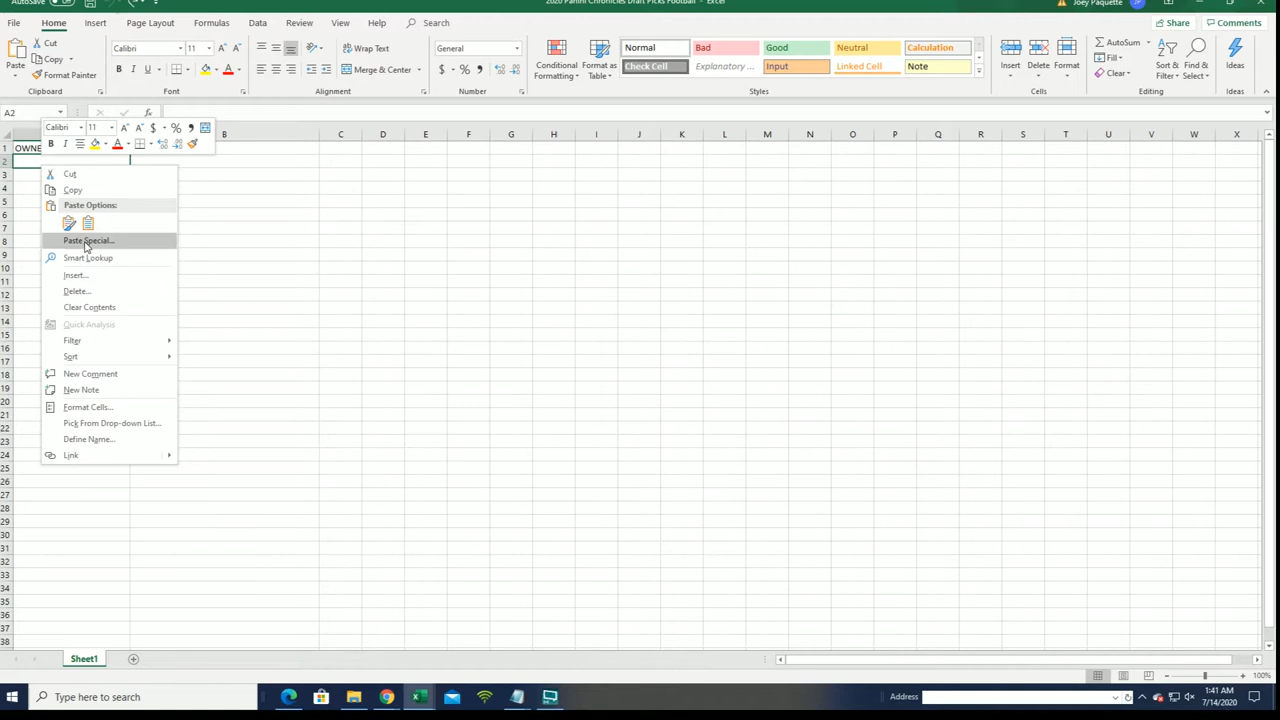 AutoSave Off 2020 Panini Chronicles Draft Picks Football - Excel Joey Paquette JP
File Home Insert Page Layout Formulas Data Review View Help Search Share Comments
Paste Cut Copy Format Painter Clipboard
Calibri 11 A A B U A Font
Wrap Text Merge & Center Alignment
General $ % 9 Number
Conditional Formatting Format as Table
Normal Bad Good Neutral Calculation
Check Cell Explanatory ... Input Linked Cell Note
Styles
Insert Delete Format Cells
AutoSum Fill Clear Sort & Filter Find & Select Editing
Ideas Ideas
A2 fx
Calibri 11 A A $ % 9
B I A
B C D E F G H I J K L M N O P Q R S T U V W X
1 OWNE
2
3
4
5
6
7
8
9
10
11
12
13
14
15
16
17
18
19
20
21
22
23
24
25
26
27
28
29
30
31
32
33
34
35
36
37
38
Cut
Copy
Paste Options:
Paste Special...
Smart Lookup
Insert...
Delete...
Clear Contents
Quick Analysis
Filter
Sort
New Comment
New Note
Format Cells...
Pick From Drop-down List...
Define Name...
Link
Sheet1
100%
Type here to search
Address
1:41 AM
7/14/2020